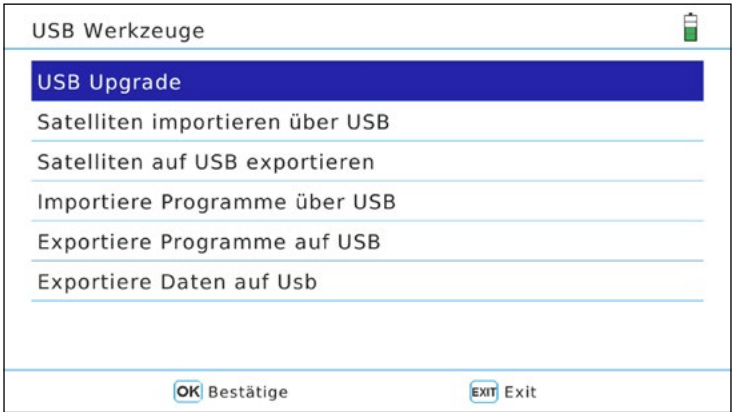 USB Werkzeuge
USB Upgrade
Satelliten importieren über USB
Satelliten auf USB exportieren
Importiere Programme über USB
Exportiere Programme auf USB
Exportiere Daten auf Usb
OK Bestätige EXIT Exit